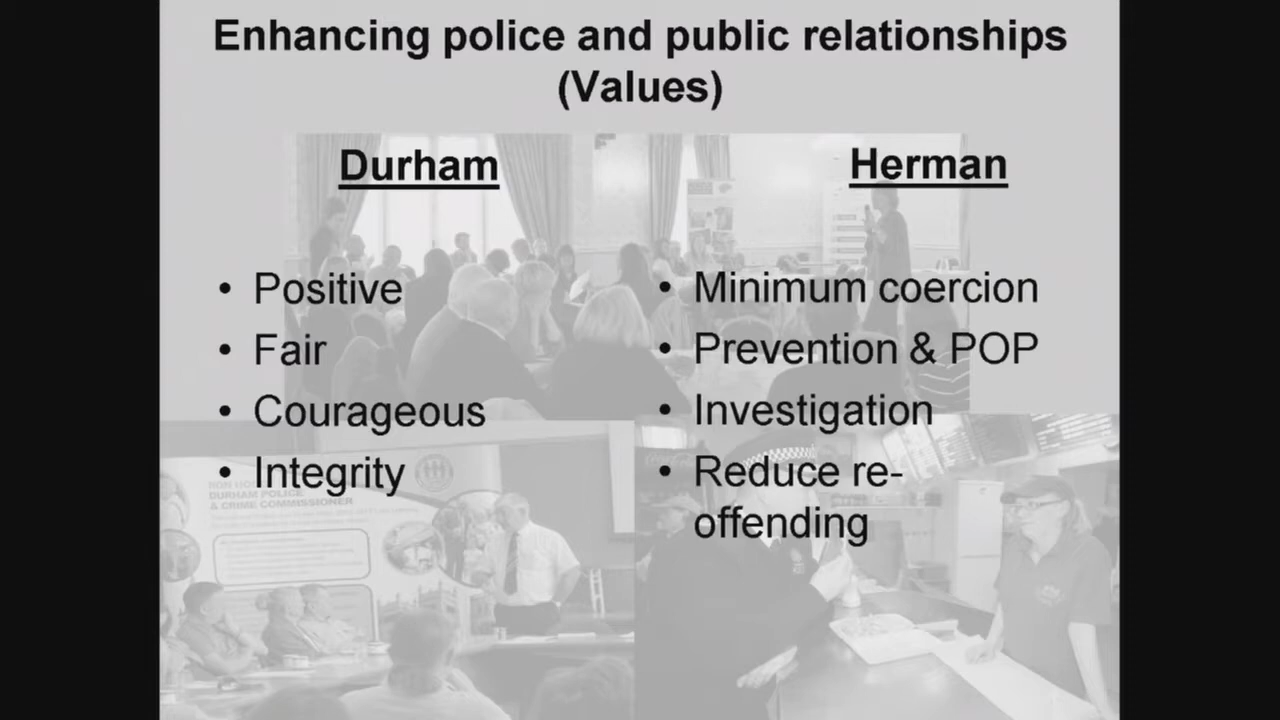 Enhancing police and public relationships
(Values)
Durham
Herman
• Positive
• Fair
• Courageous
• Integrity
• Minimum coercion
• Prevention & POP
• Investigation
• Reduce re-
offending
DURHAM POLICE
& CRIME COMMISSIONER